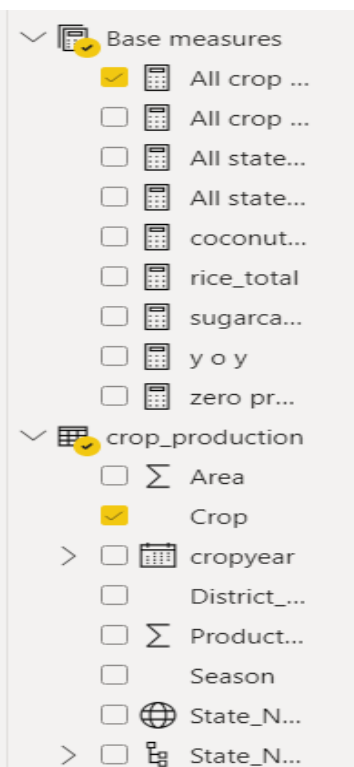 Base measures
All crop ...
All crop ...
All state...
All state...
coconut...
rice_total
sugarca...
y o y
zero pr...
crop_production
Area
Crop
cropyear
District_...
Product...
Season
State_N...
State_N...